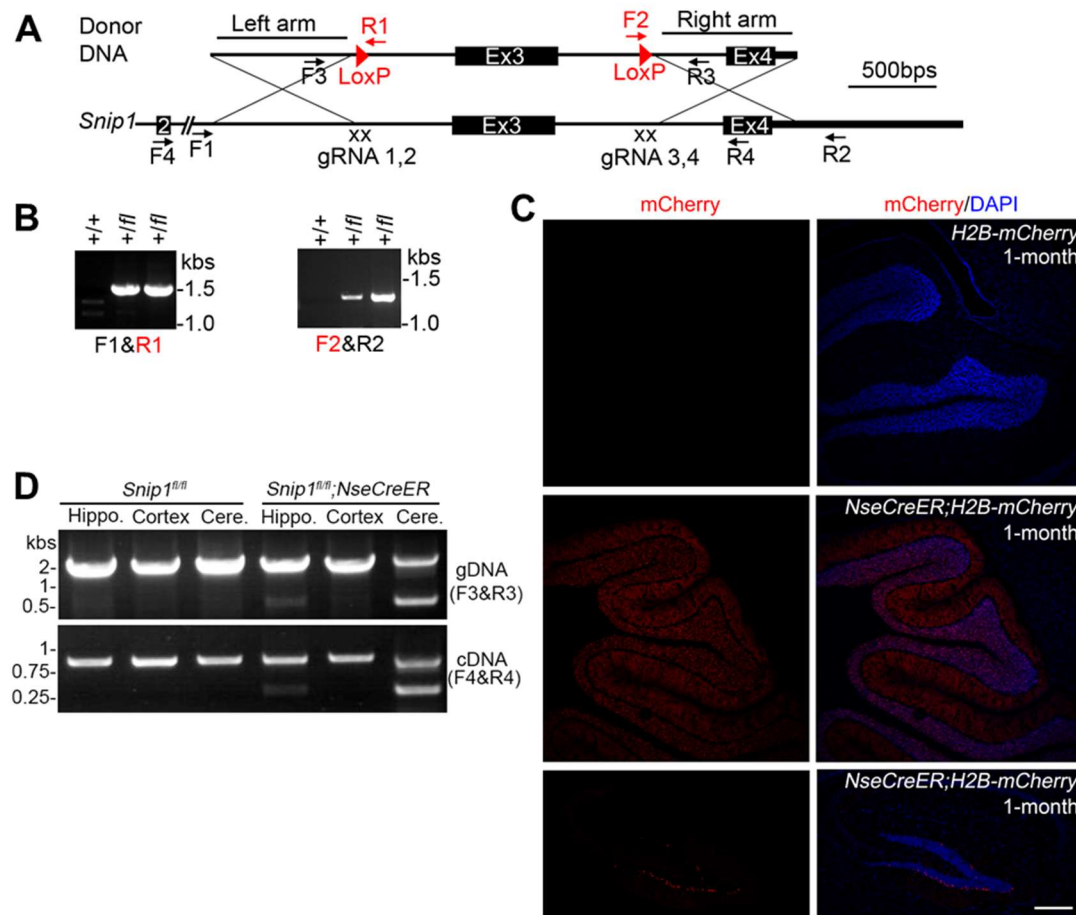 A
Donor
DNA
Left arm
R1
F2
Right arm
F3
LoxP
Ex3
LoxP
R3
Ex4
500bps
Snip1
2
F4
F1
xx
gRNA 1,2
Ex3
xx
gRNA 3,4
Ex4
R4
R2
B
+/+
+/fl
+/fl
kbs
-1.5
-1.0
F1&R1
+/+
+/fl
+/fl
kbs
-1.5
-1.0
F2&R2
C
mCherry
mCherry/DAPI
H2B-mCherry
1-month
NseCreER;H2B-mCherry
1-month
NseCreER;H2B-mCherry
1-month
D
Snip1fl/fl
Snip1fl/fl;NseCreER
Hippo. Cortex Cere. Hippo. Cortex Cere.
kbs
2-
1-
0.5-
gDNA
(F3&R3)
1-
0.75-
0.25-
cDNA
(F4&R4)